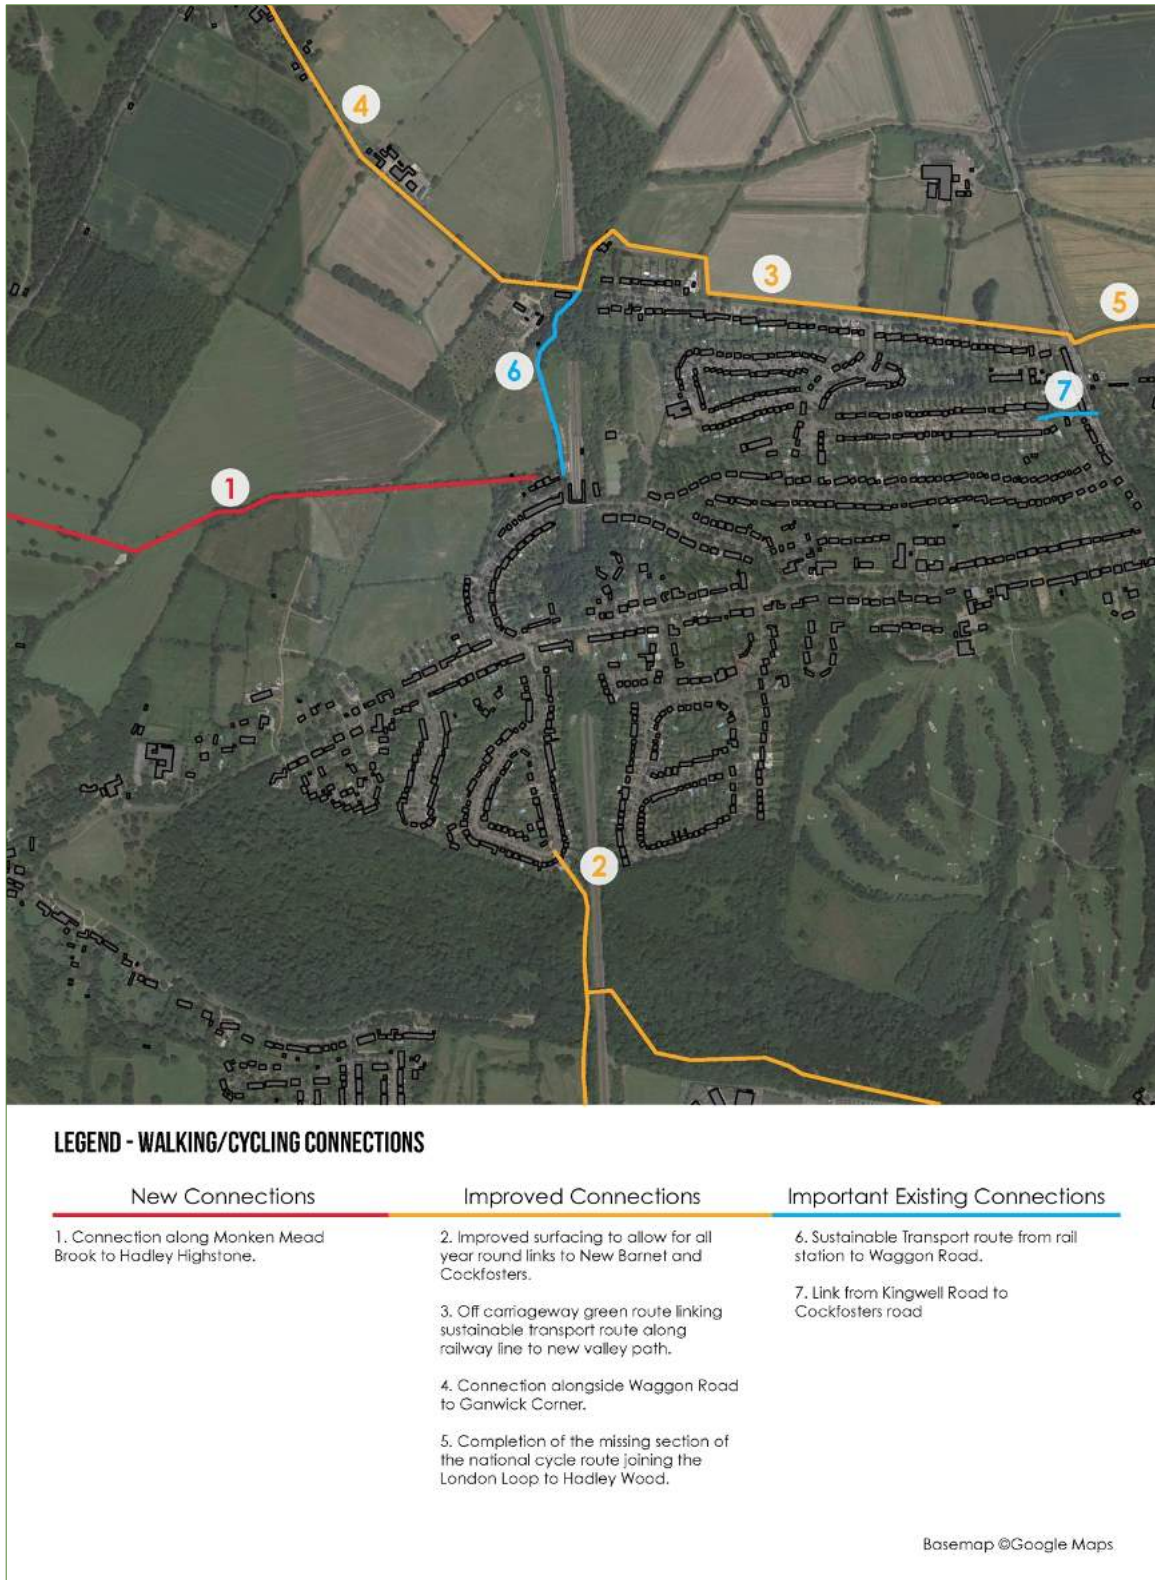 4
3
5
6
7
1
2
LEGEND - WALKING/CYCLING CONNECTIONS
New Connections
1. Connection along Monken Mead
Brook to Hadley Highstone.
Improved Connections
2. Improved surfacing to allow for all
year round links to New Barnet and
Cockfosters.
3. Off carriageway green route linking
sustainable transport route along
railway line to new valley path.
4. Connection alongside Waggon Road
to Ganwick Corner.
5. Completion of the missing section of
the national cycle route joining the
London Loop to Hadley Wood.
Important Existing Connections
6. Sustainable Transport route from rail
station to Waggon Road.
7. Link from Kingwell Road to
Cockfosters road
Basemap ©Google Maps